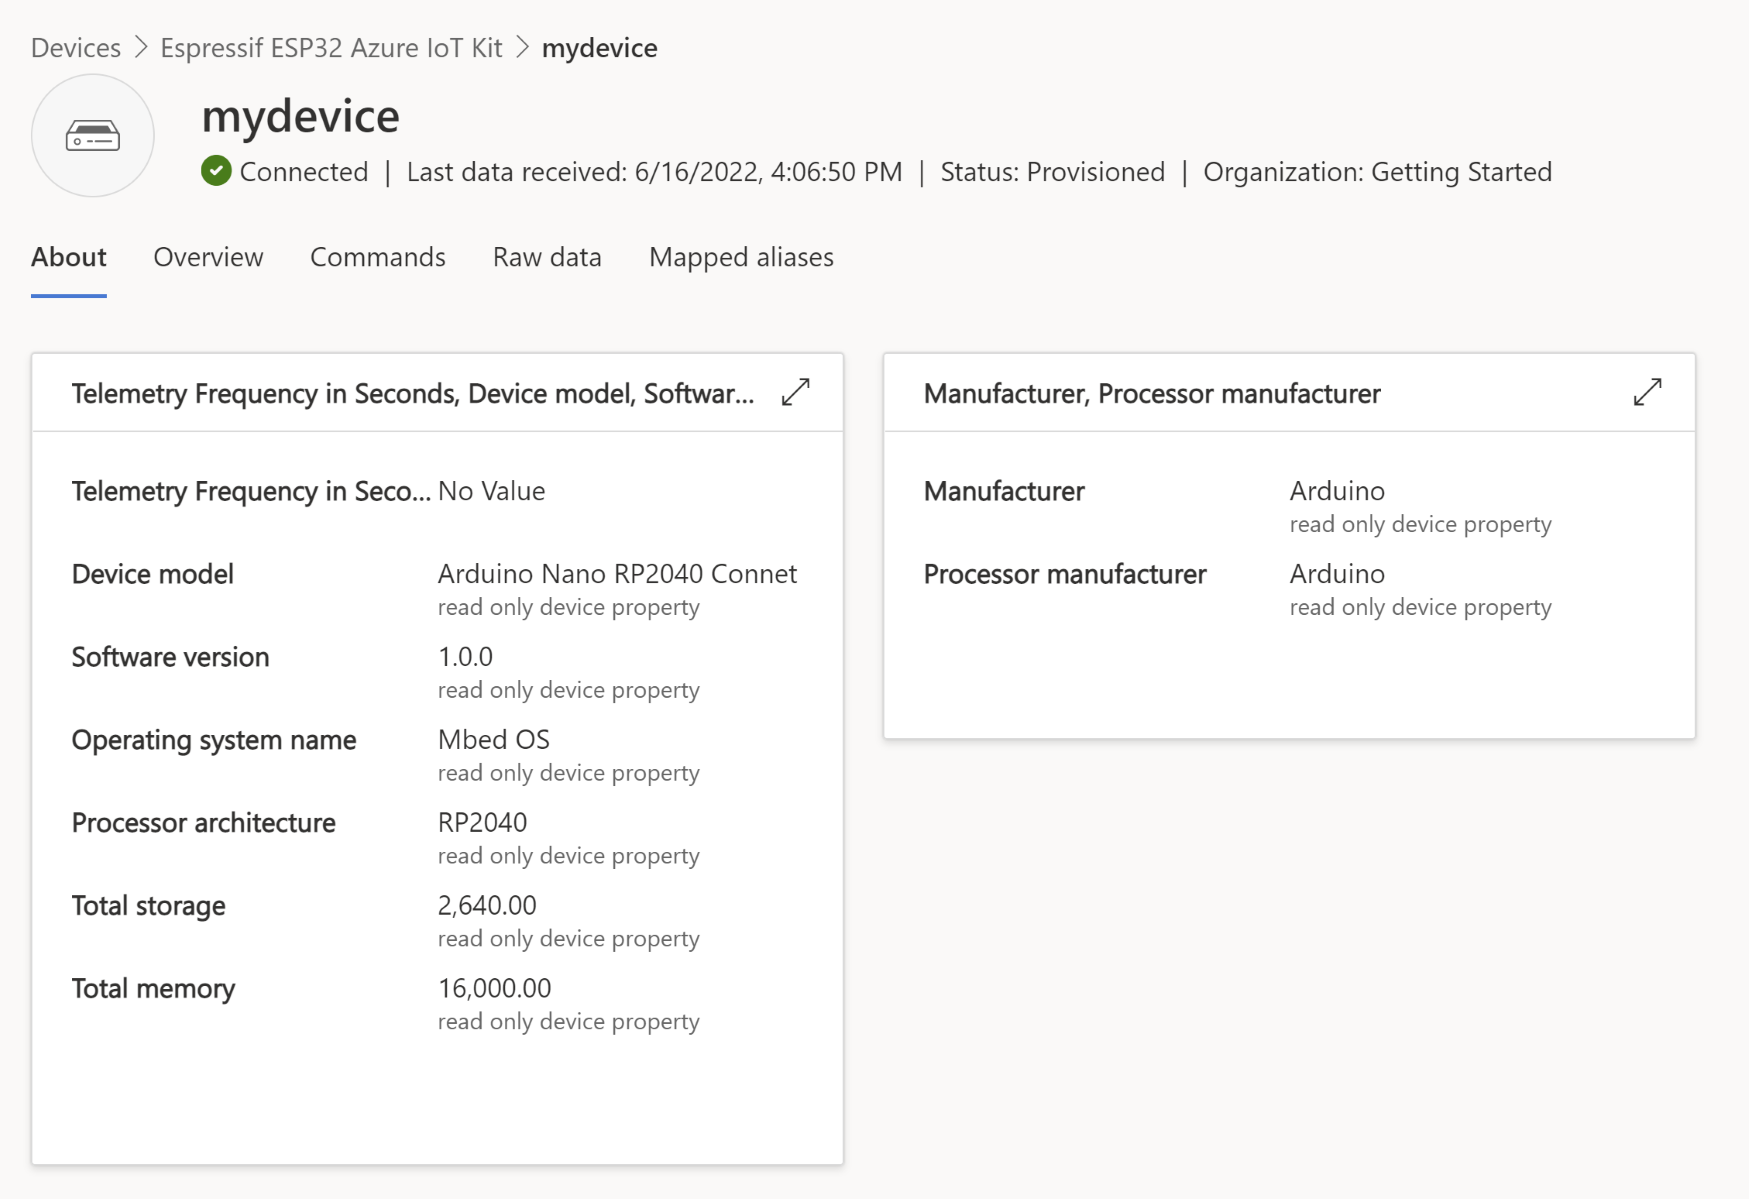 Devices > Espressif ESP32 Azure IoT Kit > mydevice
mydevice
Connected | Last data received: 6/16/2022, 4:06:50 PM | Status: Provisioned | Organization: Getting Started
About Overview Commands Raw data Mapped aliases
Telemetry Frequency in Seconds, Device model, Softwar...
Telemetry Frequency in Seco... No Value
Device model Arduino Nano RP2040 Connet
read only device property
Software version 1.0.0
read only device property
Operating system name Mbed OS
read only device property
Processor architecture RP2040
read only device property
Total storage 2,640.00
read only device property
Total memory 16,000.00
read only device property
Manufacturer, Processor manufacturer
Manufacturer Arduino
read only device property
Processor manufacturer Arduino
read only device property